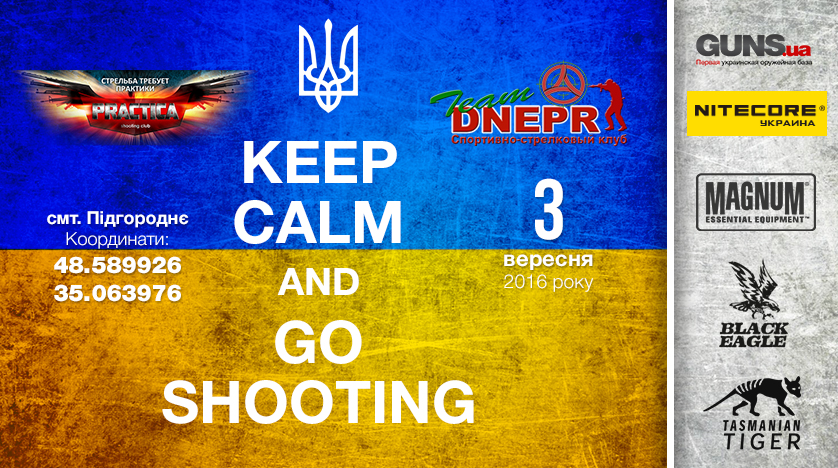 СТРЕЛЬБА ТРЕБУЕТ
ПРАКТИКИ
PRACTICA
shooting club
смт. Підгороднє
Координати:
48.589926
35.063976
KEEP
CALM
AND
GO
SHOOTING
Team
DNEPR
Спортивно-стрелковый клуб
3
вересня
2016 року
GUNS.ua
Первая украинская оружейная база
NITECORE®
УКРАИНА
MAGNUM®
ESSENTIAL EQUIPMENT™
BLACK
EAGLE
TASMANIAN
TIGER